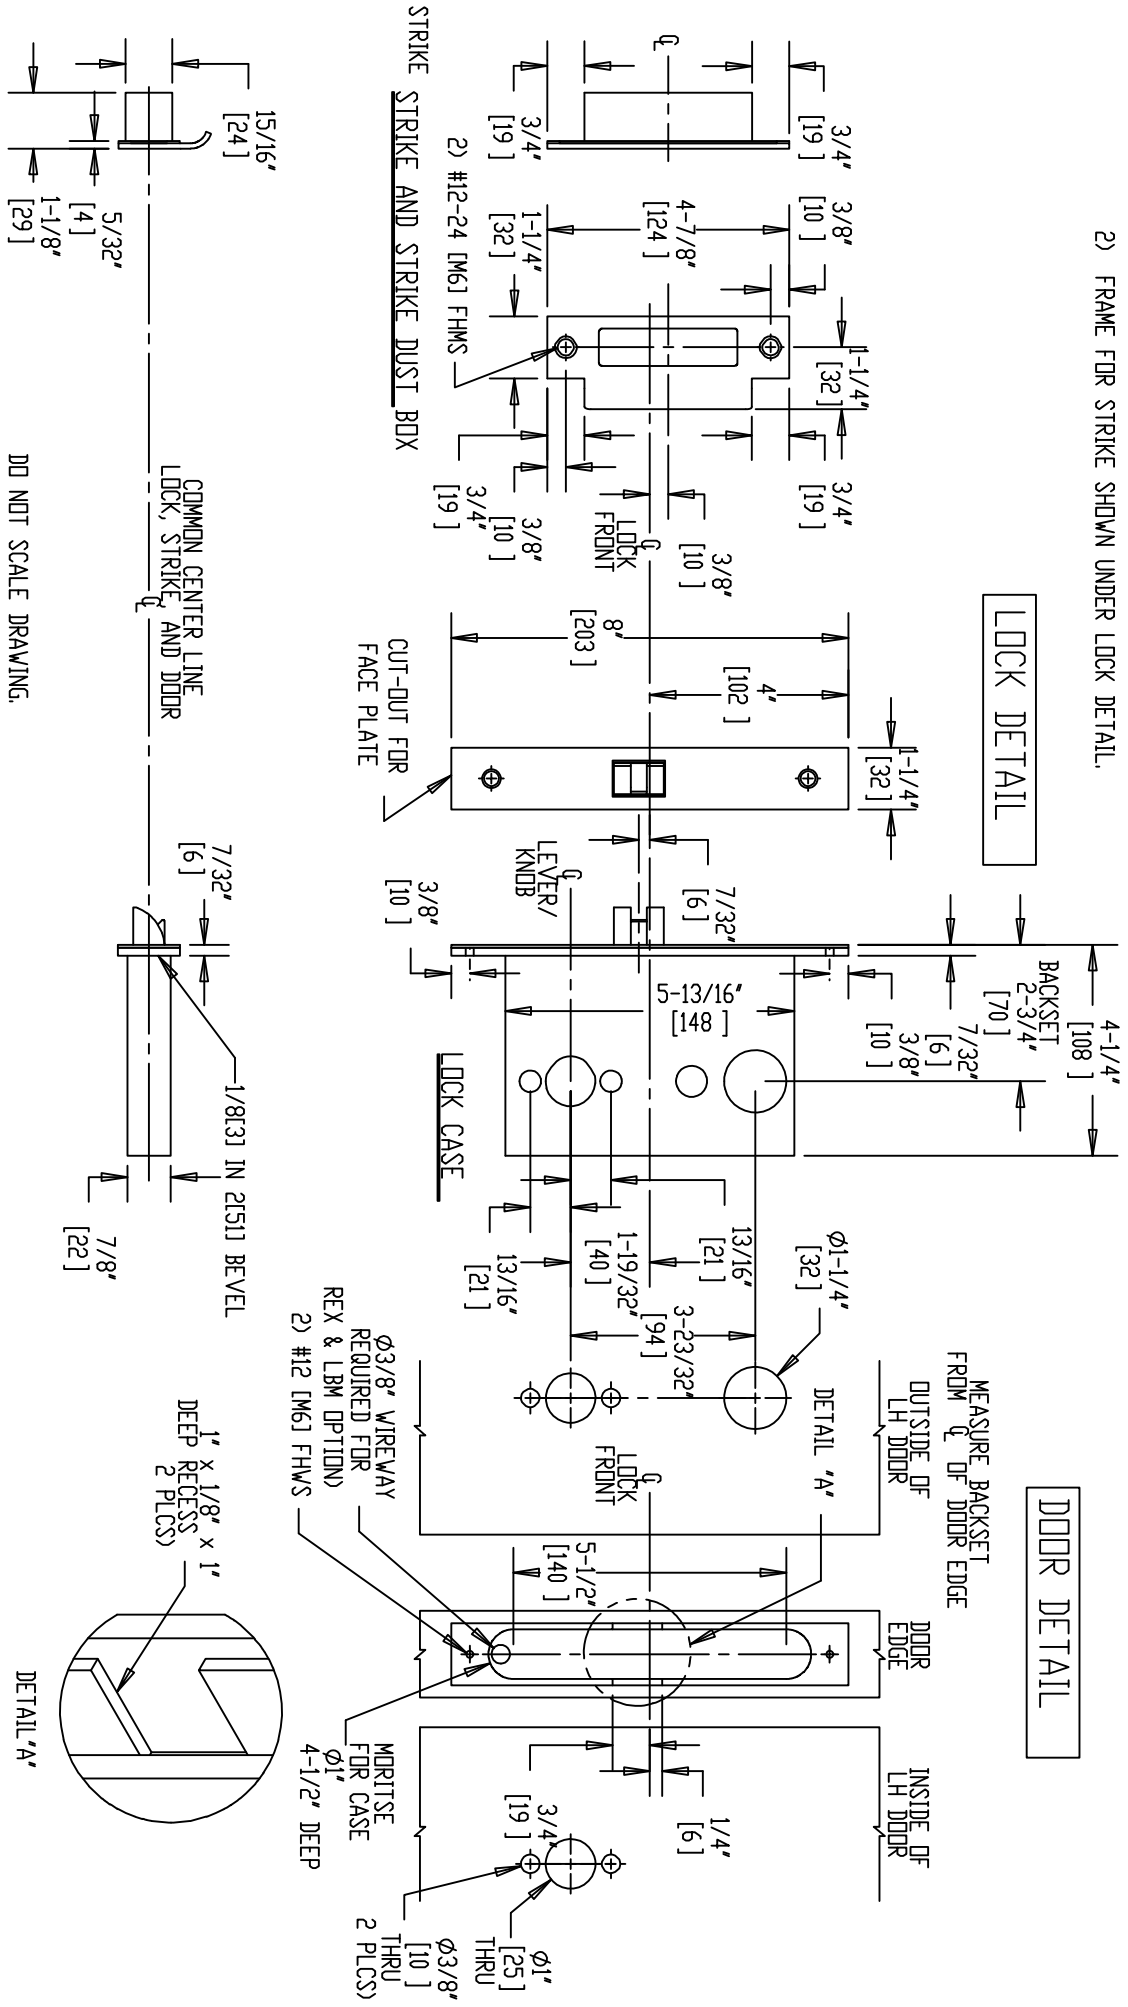 2) FRAME FOR STRIKE SHOWN UNDER LOCK DETAIL.
LOCK DETAIL
DOOR DETAIL
STRIKE
3/4"
[19 ]
3/4"
[19 ]
℄
STRIKE AND STRIKE DUST BOX
2) #12-24 [M6] FHMS
3/8"
[10 ]
4-7/8"
[124 ]
1-1/4"
[32 ]
1-1/4"
[32 ]
3/4"
[19 ]
3/8"
[10 ]
℄
LOCK
FRONT
3/8"
[10 ]
3/4"
[19 ]
8"
[203 ]
4"
[102 ]
1-1/4"
[32 ]
CUT-OUT FOR
FACE PLATE
7/32"
[6 ]
℄
LEVER/
KNOB
3/8"
[10 ]
4-1/4"
[108 ]
BACKSET
2-3/4"
[70 ]
7/32"
[6 ]
3/8"
[10 ]
5-13/16"
[148 ]
LOCK CASE
13/16"
[21 ]
1-19/32"
[40 ]
13/16"
[21 ]
Ø1-1/4"
[32 ]
3-23/32"
[94 ]
MEASURE BACKSET
FROM ℄ OF DOOR EDGE
OUTSIDE OF
LH DOOR
DETAIL "A"
℄
LOCK
FRONT
Ø3/8" WIREWAY
REQUIRED FOR
REX & LBM OPTION)
2) #12 [M6] FHWS
5-1/2"
[140 ]
DOOR
EDGE
MORITSE
FOR CASE
Ø1"
4-1/2" DEEP
INSIDE OF
LH DOOR
1/4"
[6 ]
3/4"
[19 ]
Ø1"
[25 ]
THRU
Ø3/8"
[10 ]
THRU
2 PLCS)
15/16"
[24 ]
5/32"
[4 ]
1-1/8"
[29 ]
COMMON CENTER LINE
LOCK, STRIKE, AND DOOR
℄
7/32"
[6 ]
1/8[3] IN 2[51] BEVEL
7/8"
[22 ]
1" x 1/8" x 1"
DEEP RECESS
2 PLCS)
DETAIL"A"
DO NOT SCALE DRAWING.